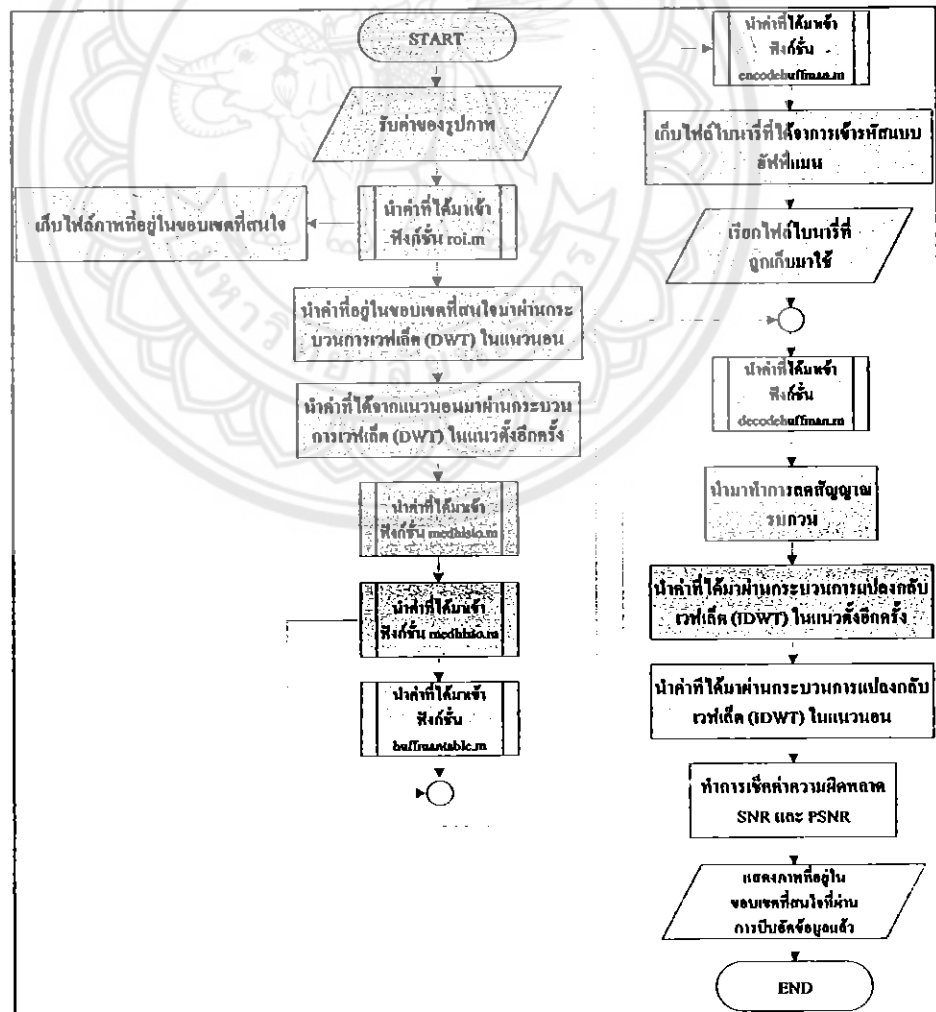 START
รับค่าของรูปภาพ
นำค่าที่ได้มาเข้า
ฟังก์ชั่น roi.m
เก็บไฟล์ภาพที่อยู่ในขอบเขตที่สนใจ
นำค่าที่อยู่ในขอบเขตที่สนใจมาผ่านกระ
บวนการเวฟเล็ต (DWT) ในแนวนอน
นำค่าที่ได้จากแนวนอนมาผ่านกระบวน
การเวฟเล็ต (DWT) ในแนวตั้งอีกครั้ง
นำค่าที่ได้มาเข้า
ฟังก์ชั่น medhisto.m
นำค่าที่ได้มาเข้า
ฟังก์ชั่น medhisto.m
นำค่าที่ได้มาเข้า
ฟังก์ชั่น
huffmantable.m
นำค่าที่ได้มาเข้า
ฟังก์ชั่น
encodehuffman.m
เก็บไฟล์ไบนารี่ที่ได้จากการเข้ารหัสแบบ
ฮัฟฟ์แมน
เรียกไฟล์ไบนารี่ที่
ถูกเก็บมาใช้
นำค่าที่ได้มาเข้า
ฟังก์ชั่น
decodehuffman.m
นำมาทำการลดสัญญาณ
รบกวน
นำค่าที่ได้มาผ่านกระบวนการแปลงกลับ
เวฟเล็ต (IDWT) ในแนวตั้งอีกครั้ง
นำค่าที่ได้มาผ่านกระบวนการแปลงกลับ
เวฟเล็ต (IDWT) ในแนวนอน
ทำการเช็คค่าความผิดพลาด
SNR และ PSNR
แสดงภาพที่อยู่ใน
ขอบเขตที่สนใจที่ผ่าน
การบีบอัดข้อมูลแล้ว
END